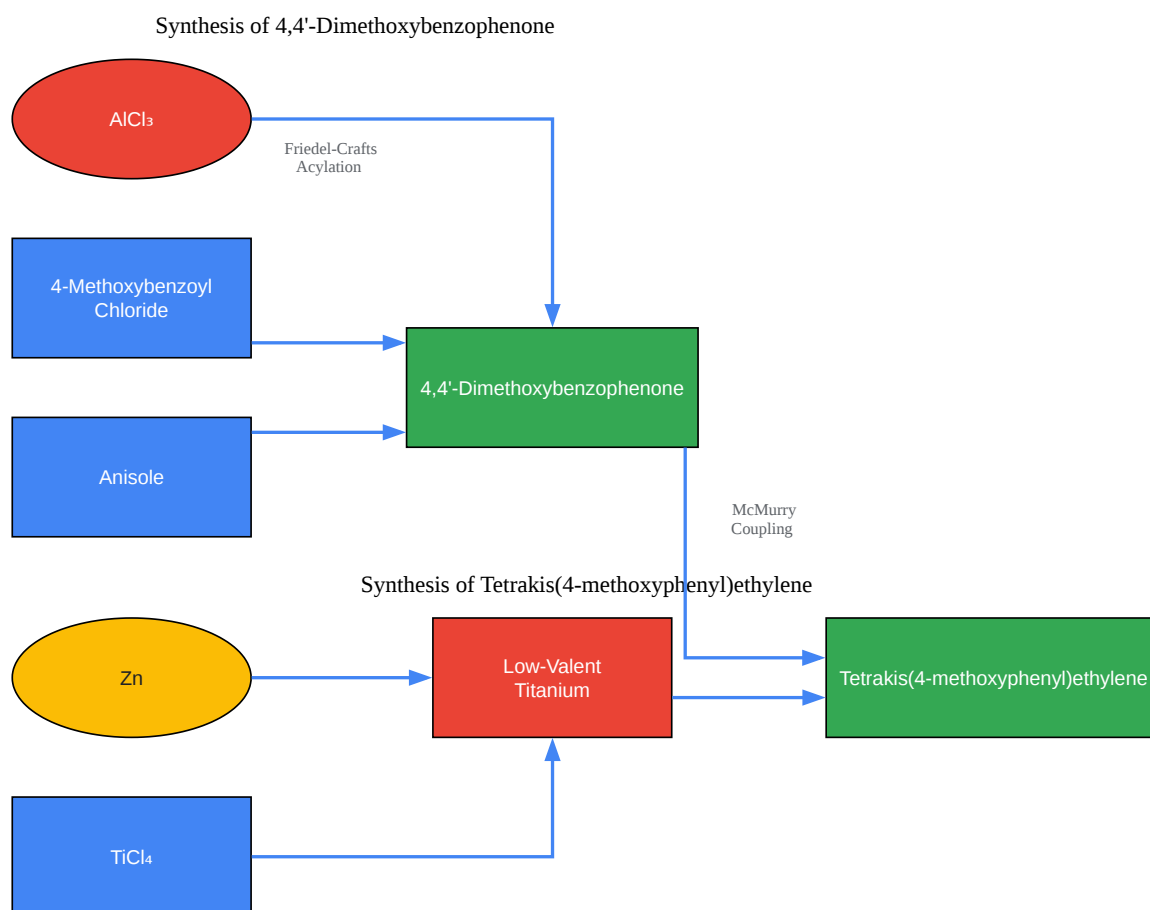 Synthesis of 4,4'-Dimethoxybenzophenone
AlCl₃
Friedel-Crafts
Acylation
4-Methoxybenzoyl
Chloride
4,4'-Dimethoxybenzophenone
Anisole
McMurry
Coupling
Synthesis of Tetrakis(4-methoxyphenyl)ethylene
Zn
Low-Valent
Titanium
Tetrakis(4-methoxyphenyl)ethylene
TiCl₄